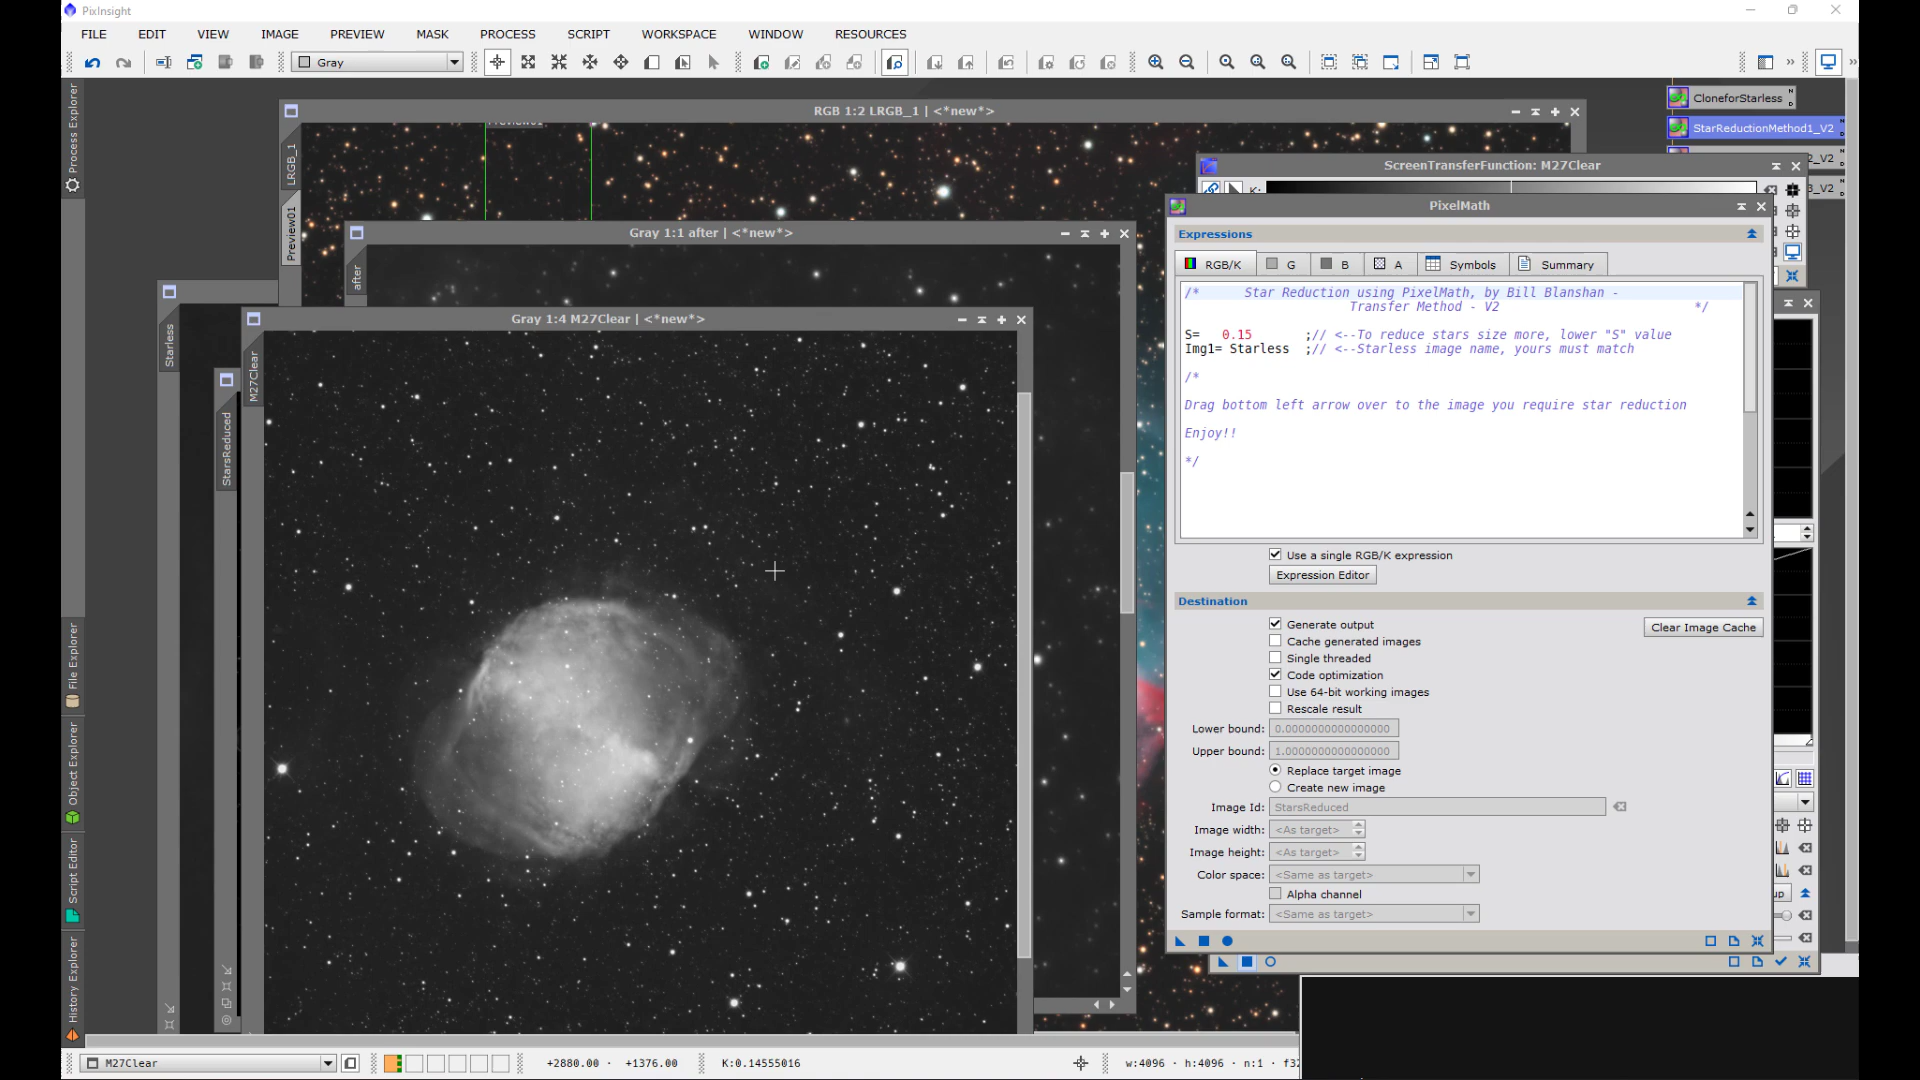 PixInsight
FILE EDIT VIEW IMAGE PREVIEW MASK PROCESS SCRIPT WORKSPACE WINDOW RESOURCES
Gray
Process Explorer
File Explorer
Object Explorer
Script Editor
History Explorer
RGB 1:2 LRGB_1 | <*new*>
LRGB_1
Preview01
Preview01
Gray 1:1 after | <*new*>
after
Starless
StarsReduced
Gray 1:4 M27Clear | <*new*>
M27Clear
CloneforStarless
StarReductionMethod1_V2
2_V2
3_V2
ScreenTransferFunction: M27Clear
K:
PixelMath
Expressions
RGB/K G B A Symbols Summary
/* Star Reduction using PixelMath, by Bill Blanshan -
Transfer Method - V2 */
S= 0.15 ;// <--To reduce stars size more, lower "S" value
Img1= Starless ;// <--Starless image name, yours must match
/*
Drag bottom left arrow over to the image you require star reduction
Enjoy!!
*/
Use a single RGB/K expression
Expression Editor
Destination
Generate output
Clear Image Cache
Cache generated images
Single threaded
Code optimization
Use 64-bit working images
Rescale result
Lower bound: 0.0000000000000000
Upper bound: 1.0000000000000000
Replace target image
Create new image
Image Id: StarsReduced
Image width: <As target>
Image height: <As target>
Color space: <Same as target>
Alpha channel
Sample format: <Same as target>
up
M27Clear
+2880.00 · +1376.00
K:0.14555016
w:4096 · h:4096 · n:1 · f32